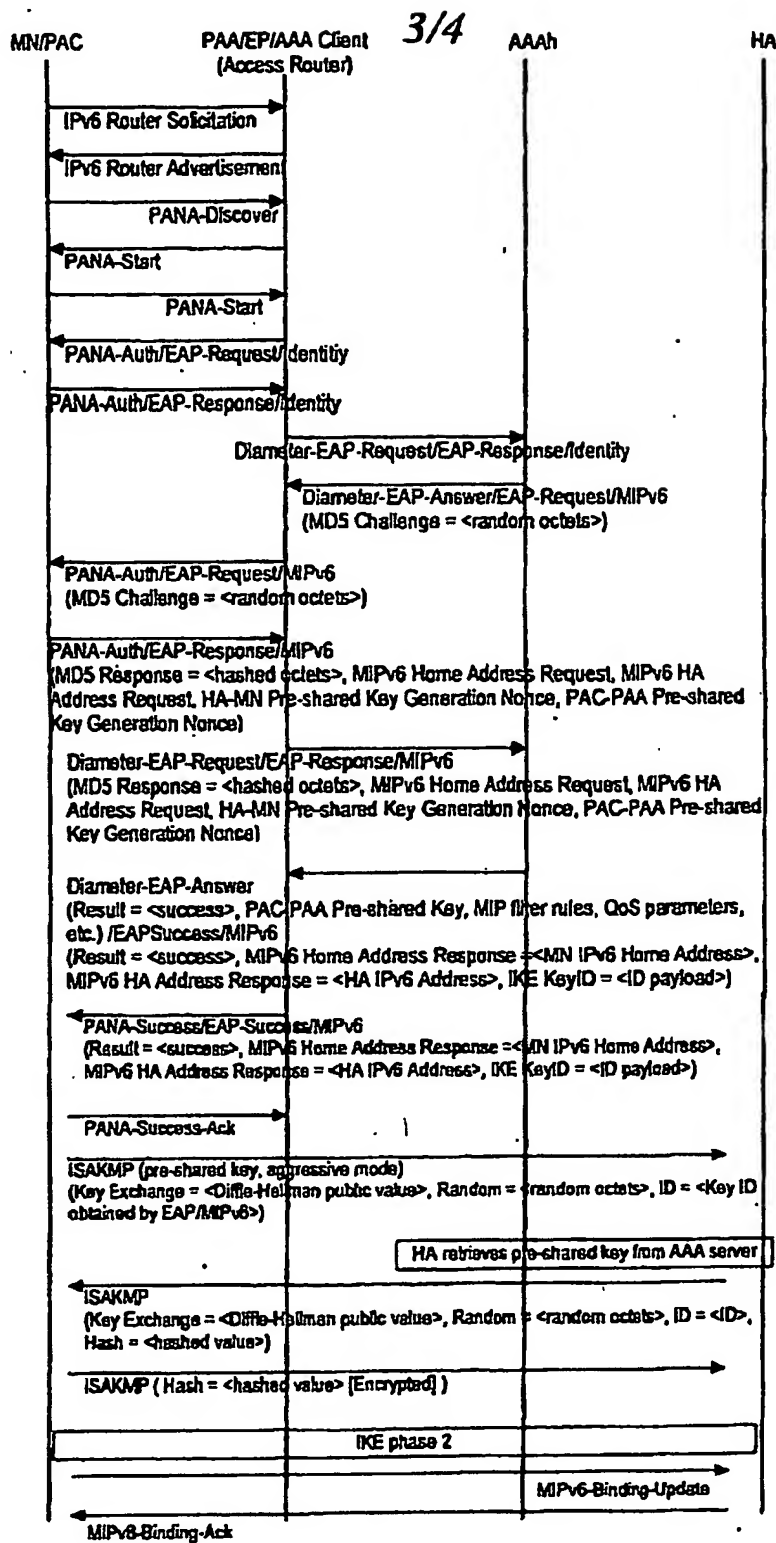 3/4
MN/PAC PAA/EP/AAA Client AAAh HA
(Access Router)
IPv6 Router Solicitation
IPv6 Router Advertisement
PANA-Discover
PANA-Start
PANA-Start
PANA-Auth/EAP-Request/Identitiy
PANA-Auth/EAP-Response/Identity
Diameter-EAP-Request/EAP-Response/Identity
Diameter-EAP-Answer/EAP-Request/MIPv6
(MD5 Challenge = <random octets>)
PANA-Auth/EAP-Request/MIPv6
(MD5 Challenge = <random octets>)
PANA-Auth/EAP-Response/MIPv6
(MD5 Response = <hashed octets>, MIPv6 Home Address Request, MIPv6 HA
Address Request, HA-MN Pre-shared Key Generation Nonce, PAC-PAA Pre-shared
Key Generation Nonce)
Diameter-EAP-Request/EAP-Response/MIPv6
(MD5 Response = <hashed octets>, MIPv6 Home Address Request, MIPv6 HA
Address Request, HA-MN Pre-shared Key Generation Nonce, PAC-PAA Pre-shared
Key Generation Nonce)
Diameter-EAP-Answer
(Result = <success>, PAC PAA Pre-shared Key, MIP filter rules, QoS parameters,
etc.) /EAPSuccess/MIPv6
(Result = <success>, MIPv6 Home Address Response =<MN IPv6 Home Address>,
MIPv6 HA Address Response = <HA IPv6 Address>, IKE KeyID = <ID payload>)
PANA-Success/EAP-Success/MIPv6
(Result = <success>, MIPv6 Home Address Response =<MN IPv6 Home Address>,
MIPv6 HA Address Response = <HA IPv6 Address>, IKE KeyID = <ID payload>)
PANA-Success-Ack
ISAKMP (pre-shared key, aggressive mode)
(Key Exchange = <Diffie-Hellman public value>, Random = <random octets>, ID = <Key ID
obtained by EAP/MIPv6>)
HA retrieves pre-shared key from AAA server
ISAKMP
(Key Exchange = <Diffie-Hellman public value>, Random = <random octets>, ID = <ID>,
Hash = <hashed value>)
ISAKMP ( Hash = <hashed value> [Encrypted] )
IKE phase 2
MIPv6-Binding-Update
MIPv6-Binding-Ack